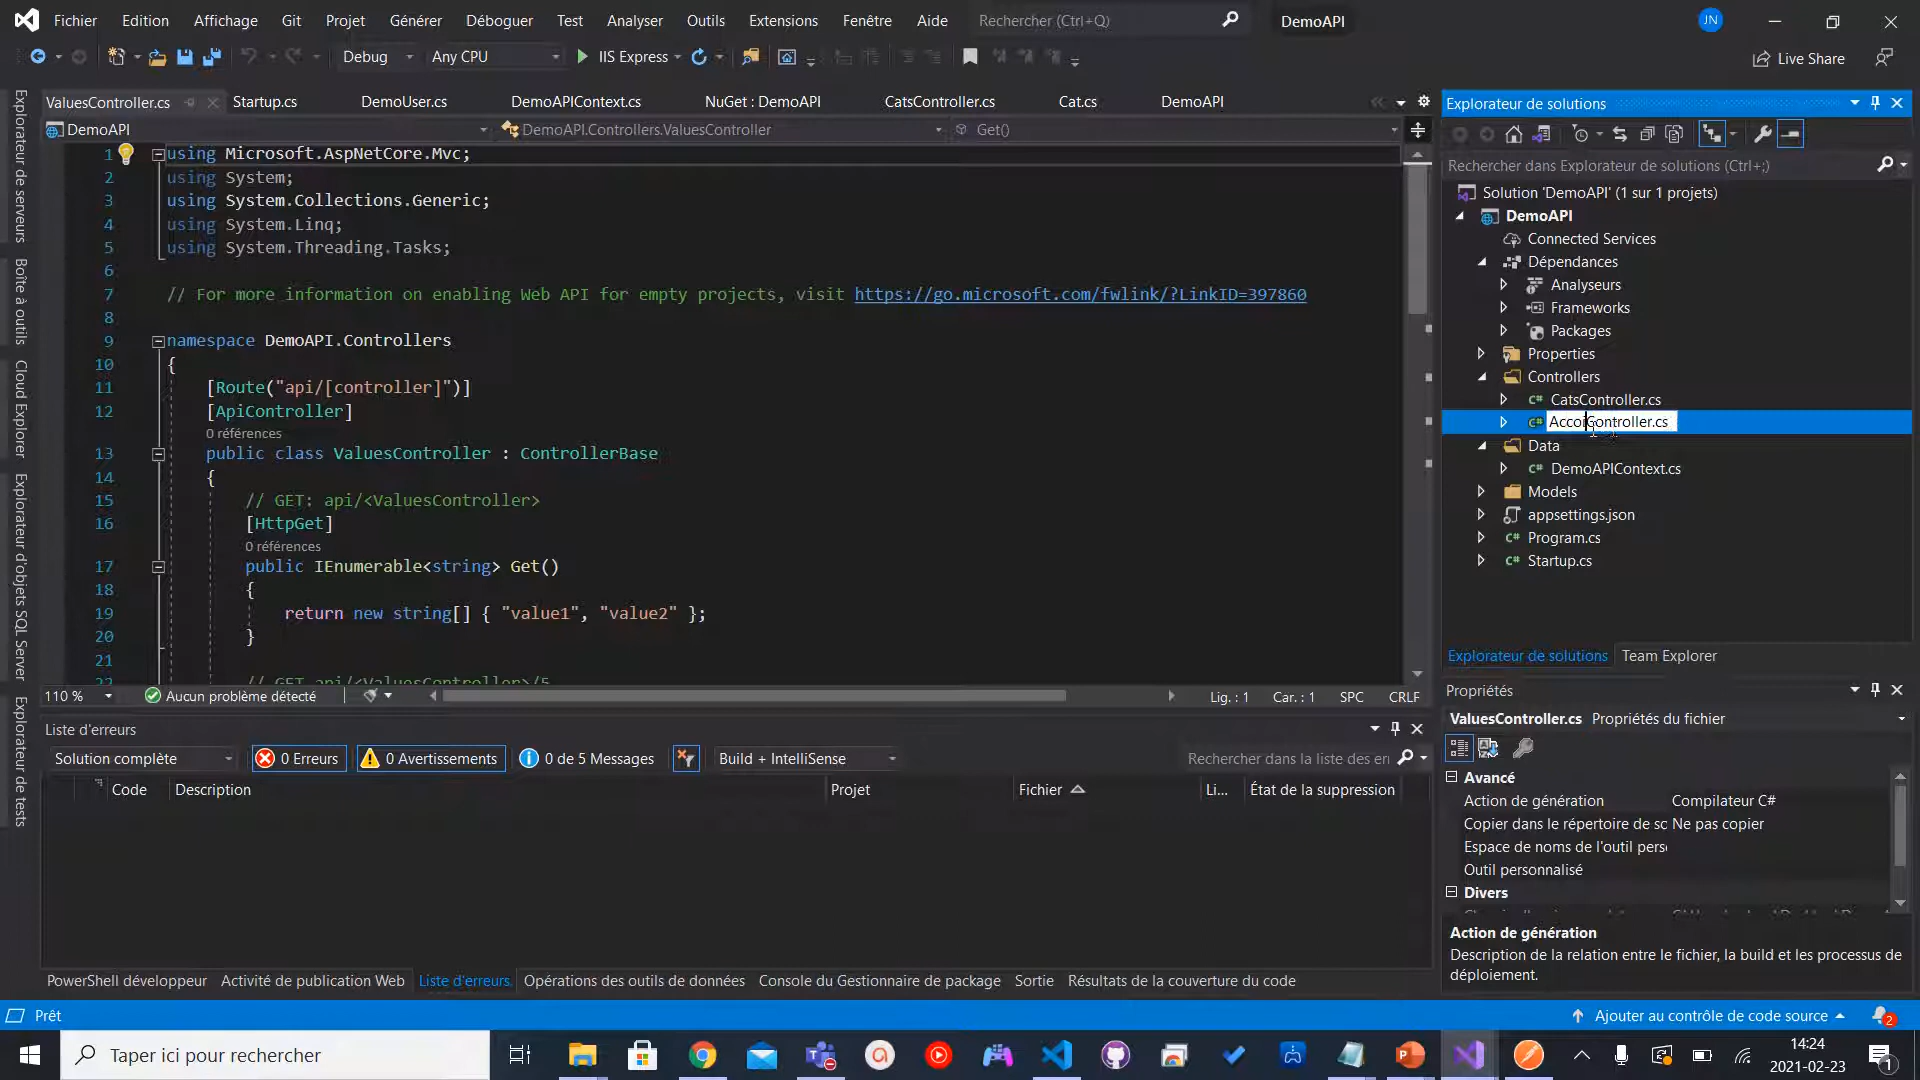 Fichier Edition Affichage Git Projet Générer Déboguer Test Analyser Outils Extensions Fenêtre Aide Rechercher (Ctrl+Q) DemoAPI JN
Debug Any CPU IIS Express Live Share
ValuesController.cs Startup.cs DemoUser.cs DemoAPIContext.cs NuGet : DemoAPI CatsController.cs Cat.cs DemoAPI
DemoAPI DemoAPI.Controllers.ValuesController Get()
1 using Microsoft.AspNetCore.Mvc;
2 using System;
3 using System.Collections.Generic;
4 using System.Linq;
5 using System.Threading.Tasks;
6
7 // For more information on enabling Web API for empty projects, visit https://go.microsoft.com/fwlink/?LinkID=397860
8
9 namespace DemoAPI.Controllers
10 {
11 [Route("api/[controller]")]
12 [ApiController]
0 références
13 public class ValuesController : ControllerBase
14 {
15 // GET: api/<ValuesController>
16 [HttpGet]
0 références
17 public IEnumerable<string> Get()
18 {
19 return new string[] { "value1", "value2" };
20 }
21
22 // GET api/<ValuesController>/5
110 % Aucun problème détecté Lig. : 1 Car. : 1 SPC CRLF
Liste d'erreurs
Solution complète 0 Erreurs 0 Avertissements 0 de 5 Messages Build + IntelliSense Rechercher dans la liste des en
Code Description Projet Fichier Li... État de la suppression
PowerShell développeur Activité de publication Web Liste d'erreurs Opérations des outils de données Console du Gestionnaire de package Sortie Résultats de la couverture du code
Explorateur de serveurs
Boîte à outils
Cloud Explorer
Explorateur d'objets SQL Server
Explorateur de tests
Explorateur de solutions
Rechercher dans Explorateur de solutions (Ctrl+;)
Solution 'DemoAPI' (1 sur 1 projets)
DemoAPI
Connected Services
Dépendances
Analyseurs
Frameworks
Packages
Properties
Controllers
C# CatsController.cs
C# AccoiController.cs
Data
C# DemoAPIContext.cs
Models
appsettings.json
C# Program.cs
C# Startup.cs
Explorateur de solutions Team Explorer
Propriétés
ValuesController.cs Propriétés du fichier
Avancé
Action de génération Compilateur C#
Copier dans le répertoire de sc Ne pas copier
Espace de noms de l'outil pers
Outil personnalisé
Divers
Action de génération
Description de la relation entre le fichier, la build et les processus de
déploiement.
Prêt Ajouter au contrôle de code source 2
Taper ici pour rechercher 14:24
2021-02-23 1